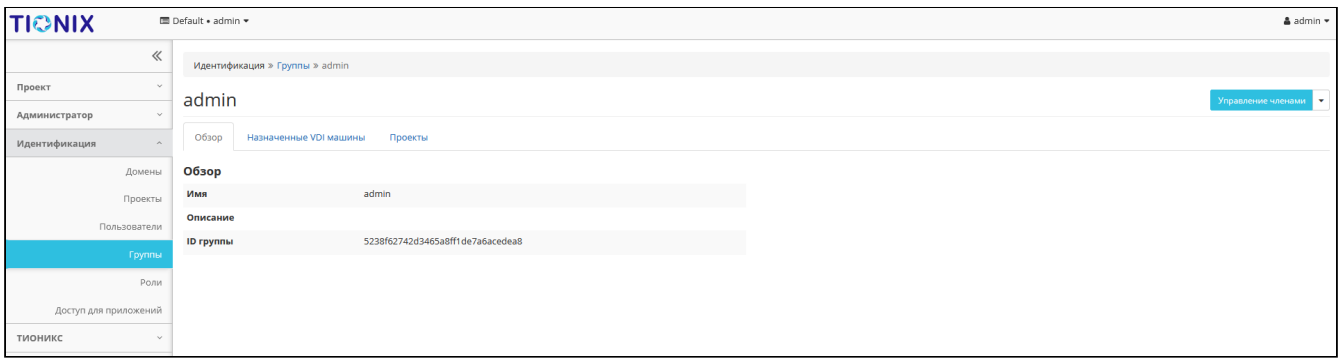 TIONIX
Default • admin
admin
Идентификация » Группы » admin
Проект
admin
Управление членами
Администратор
Идентификация
Обзор
Назначенные VDI машины
Проекты
Домены
Обзор
Имя
admin
Проекты
Описание
Пользователи
ID группы
5238f62742d3465a8ff1de7a6acedea8
Группы
Роли
Доступ для приложений
ТИОНИКС